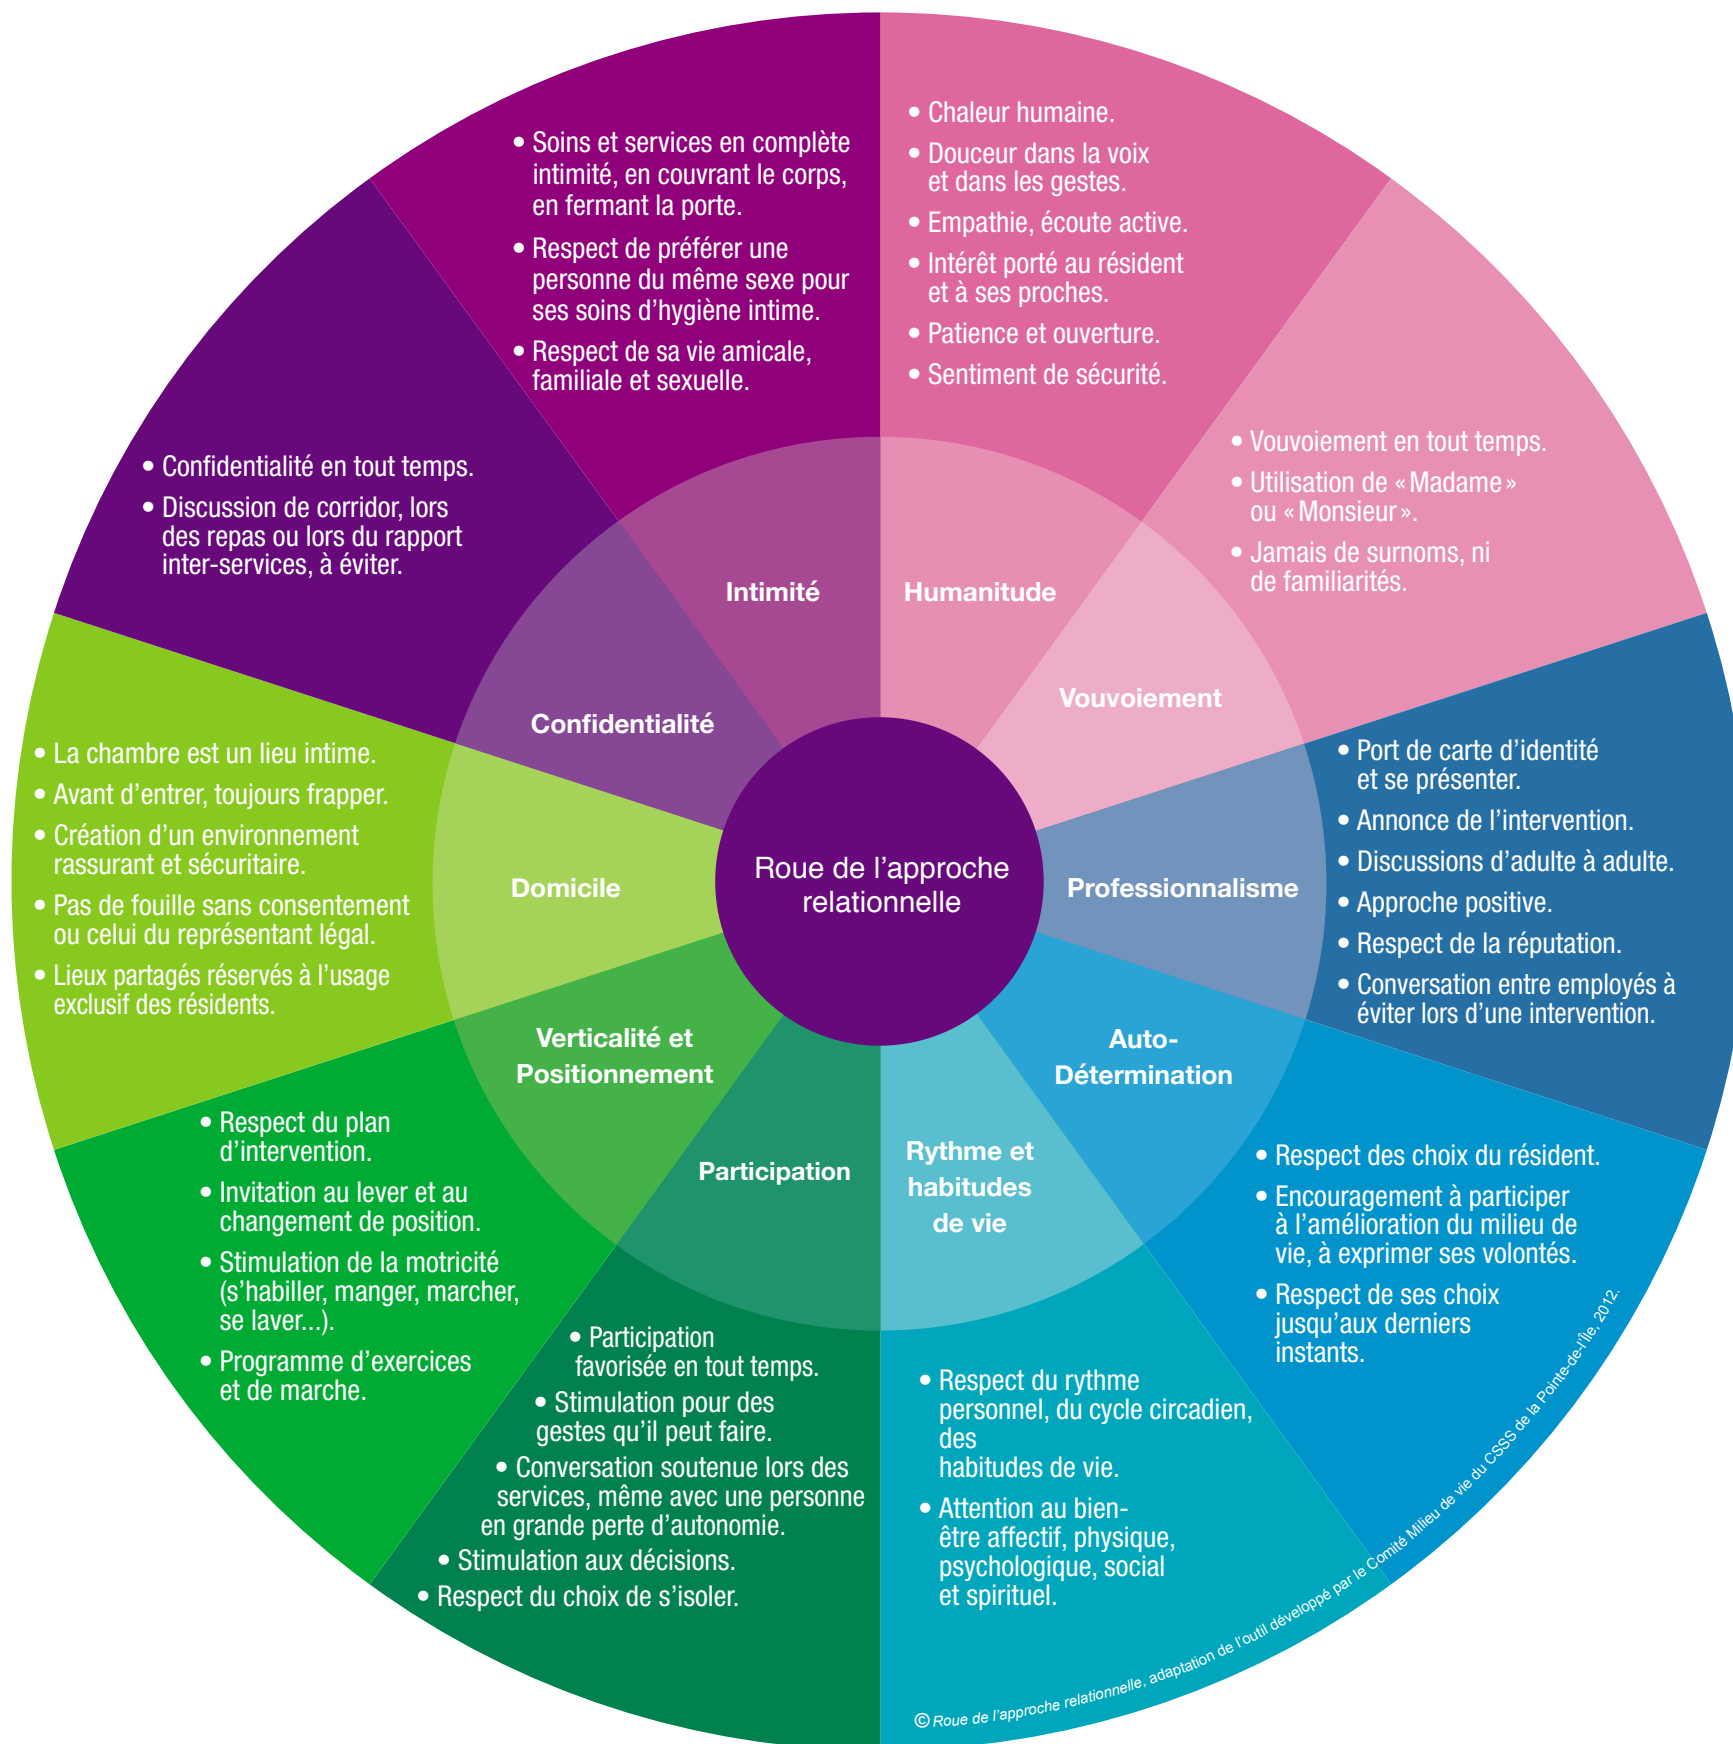 Roue de l'approche
relationnelle
Humanitude
• Chaleur humaine.
• Douceur dans la voix
et dans les gestes.
• Empathie, écoute active.
• Intérêt porté au résident
et à ses proches.
• Patience et ouverture.
• Sentiment de sécurité.
Vouvoiement
• Vouvoiement en tout temps.
• Utilisation de « Madame »
ou « Monsieur ».
• Jamais de surnoms, ni
de familiarités.
Professionnalisme
• Port de carte d'identité
et se présenter.
• Annonce de l'intervention.
• Discussions d'adulte à adulte.
• Approche positive.
• Respect de la réputation.
• Conversation entre employés à
éviter lors d'une intervention.
Auto-
Détermination
• Respect des choix du résident.
• Encouragement à participer
à l'amélioration du milieu de
vie, à exprimer ses volontés.
• Respect de ses choix
jusqu'aux derniers
instants.
Rythme et
habitudes
de vie
• Respect du rythme
personnel, du cycle circadien,
des
habitudes de vie.
• Attention au bien-
être affectif, physique,
psychologique, social
et spirituel.
Participation
• Participation
favorisée en tout temps.
• Stimulation pour des
gestes qu'il peut faire.
• Conversation soutenue lors des
services, même avec une personne
en grande perte d'autonomie.
• Stimulation aux décisions.
• Respect du choix de s'isoler.
Verticalité et
Positionnement
• Respect du plan
d'intervention.
• Invitation au lever et au
changement de position.
• Stimulation de la motricité
(s'habiller, manger, marcher,
se laver...).
• Programme d'exercices
et de marche.
Domicile
• La chambre est un lieu intime.
• Avant d'entrer, toujours frapper.
• Création d'un environnement
rassurant et sécuritaire.
• Pas de fouille sans consentement
ou celui du représentant légal.
• Lieux partagés réservés à l'usage
exclusif des résidents.
Confidentialité
• Confidentialité en tout temps.
• Discussion de corridor, lors
des repas ou lors du rapport
inter-services, à éviter.
Intimité
• Soins et services en complète
intimité, en couvrant le corps,
en fermant la porte.
• Respect de préférer une
personne du même sexe pour
ses soins d'hygiène intime.
• Respect de sa vie amicale,
familiale et sexuelle.
© Roue de l'approche relationnelle, adaptation de l'outil développé par le Comité Milieu de vie du CSSS de la Pointe-de-l'Île, 2012.